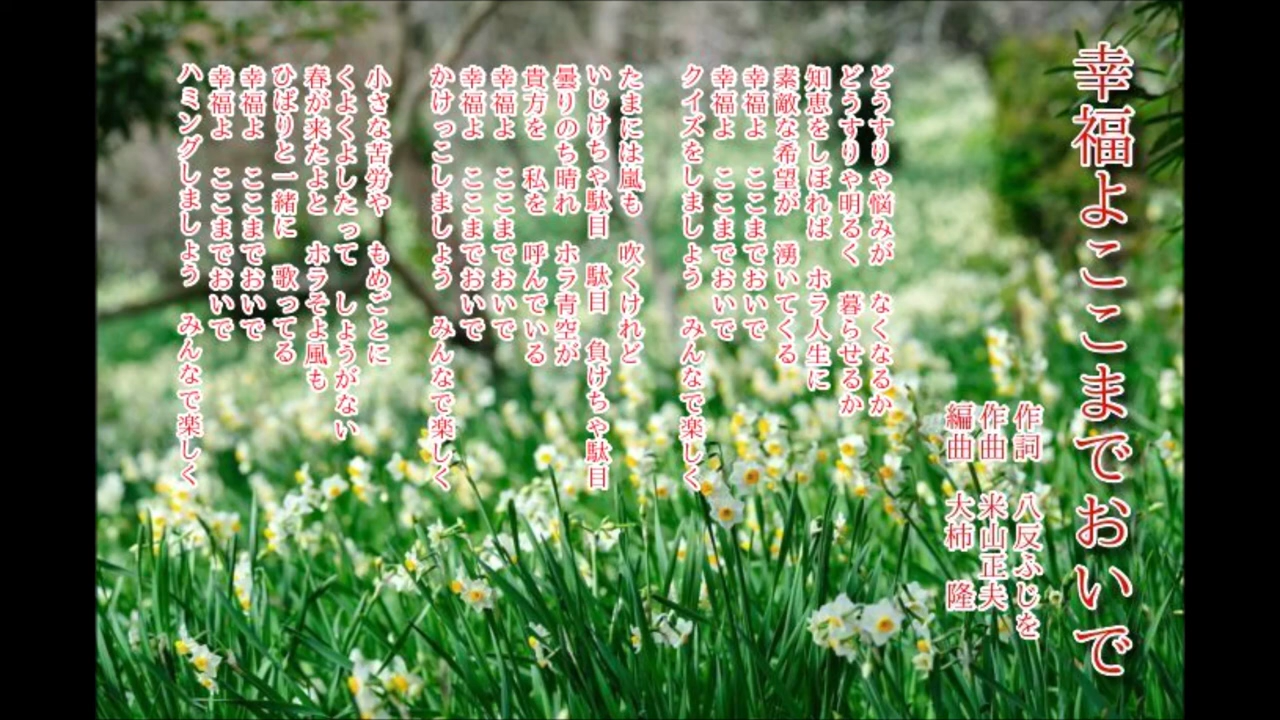 幸福よここまでおいで
作詞　八反ふじを
作曲　米山正夫
編曲　大柿　隆
どうすりゃ悩みが　なくなるか
どうすりゃ明るく　暮らせるか
知恵をしぼれば　ホラ人生に
素敵な希望が　湧いてくる
幸福よ　ここまでおいで
幸福よ　ここまでおいで
クイズをしましょう　みんなで楽しく
たまには嵐も　吹くけれど
いじけちゃ駄目　駄目　負けちゃ駄目
曇りのち晴れ　ホラ青空が
貴方を　私を　呼んでいる
幸福よ　ここまでおいで
幸福よ　ここまでおいで
かけっこしましょう　みんなで楽しく
小さな苦労や　もめごとに
くよくよしたって　しょうがない
春が来たよと　ホラそよ風も
ひばりと一緒に　歌ってる
幸福よ　ここまでおいで
幸福よ　ここまでおいで
ハミングしましょう　みんなで楽しく